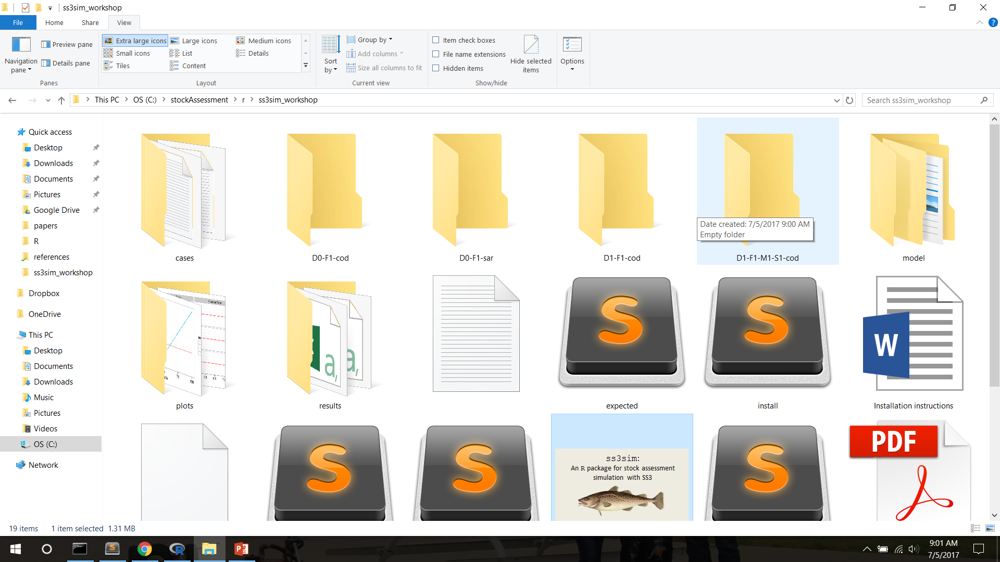 ss3sim_workshop
File
Home
Share
View
Navigation
pane
Preview pane
Details pane
Panes
Extra large icons
Large icons
Medium icons
Small icons
List
Details
Tiles
Content
Layout
Sort
by
Group by
Add columns
Size all columns to fit
Current view
Item check boxes
File name extensions
Hidden items
Hide selected
items
Show/hide
Options
This PC
OS (C:)
stockAssessment
r
ss3sim_workshop
Search ss3sim_workshop
Quick access
Desktop
Downloads
Documents
Pictures
Google Drive
papers
R
references
ss3sim_workshop
Dropbox
OneDrive
This PC
Desktop
Documents
Downloads
Music
Pictures
Videos
OS (C:)
Network
Date created: 7/5/2017 9:00 AM
Empty folder
cases
D0-F1-cod
D0-F1-sar
D1-F1-cod
D1-F1-M1-S1-cod
model
S
S
W
a,
a,
plots
results
expected
install
Installation instructions
S
S
ss3sim:
An R package for stock assessment
simulation with SS3
S
PDF
19 items
1 item selected 1.31 MB
9:01 AM
7/5/2017